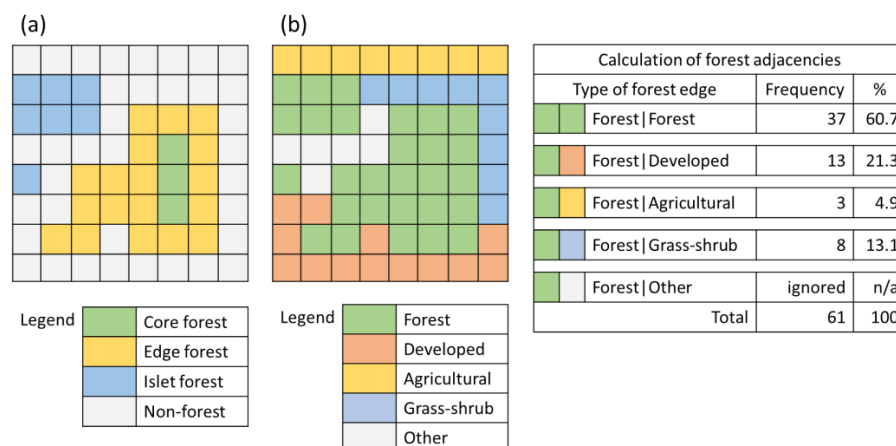 (a)
(b)
Calculation of forest adjacencies
Type of forest edge Frequency %
Forest|Forest 37 60.7
Forest|Developed 13 21.3
Forest|Agricultural 3 4.9
Forest|Grass-shrub 8 13.1
Forest|Other ignored n/a
Total 61 100
Legend
Core forest
Edge forest
Islet forest
Non-forest
Legend
Forest
Developed
Agricultural
Grass-shrub
Other